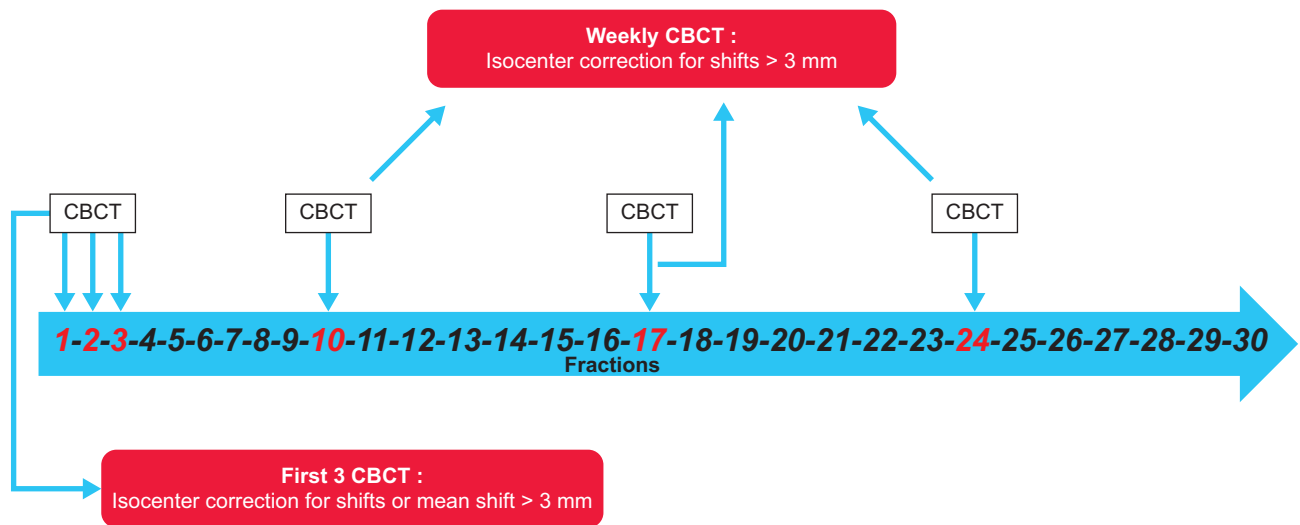 Weekly CBCT :
Isocenter correction for shifts > 3 mm
CBCT
CBCT
CBCT
CBCT
1-2-3-4-5-6-7-8-9-10-11-12-13-14-15-16-17-18-19-20-21-22-23-24-25-26-27-28-29-30
Fractions
First 3 CBCT :
Isocenter correction for shifts or mean shift > 3 mm